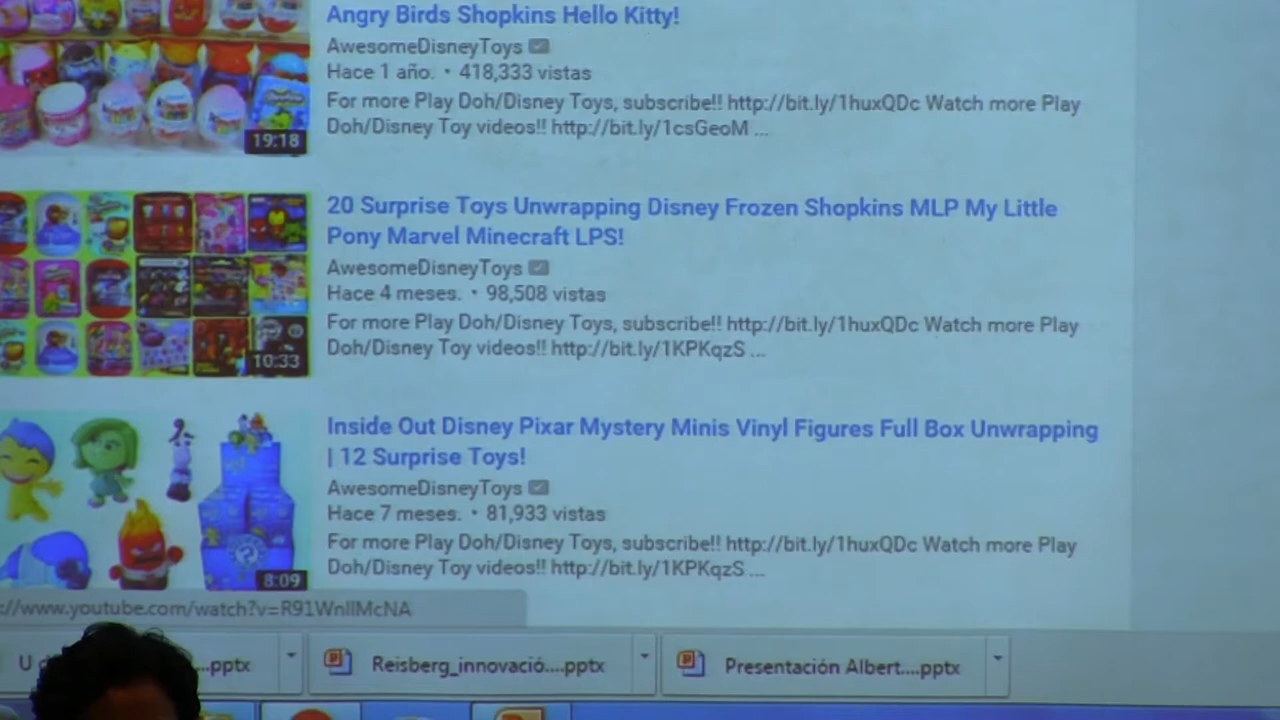 Angry Birds Shopkins Hello Kitty!
AwesomeDisneyToys
Hace 1 año. • 418,333 vistas
For more Play Doh/Disney Toys, subscribe!! http://bit.ly/1huxQDc Watch more Play
Doh/Disney Toy videos!! http://bit.ly/1csGeoM ...
19:18
20 Surprise Toys Unwrapping Disney Frozen Shopkins MLP My Little
Pony Marvel Minecraft LPS!
AwesomeDisneyToys
Hace 4 meses. • 98,508 vistas
For more Play Doh/Disney Toys, subscribe!! http://bit.ly/1huxQDc Watch more Play
Doh/Disney Toy videos!! http://bit.ly/1KPKqzS ...
10:33
Inside Out Disney Pixar Mystery Minis Vinyl Figures Full Box Unwrapping
| 12 Surprise Toys!
AwesomeDisneyToys
Hace 7 meses. • 81,933 vistas
For more Play Doh/Disney Toys, subscribe!! http://bit.ly/1huxQDc Watch more Play
Doh/Disney Toy videos!! http://bit.ly/1KPKqzS ...
8:09
://www.youtube.com/watch?v=R91WnllMcNA
...pptx
Reisberg_innovació....pptx
Presentación Albert....pptx